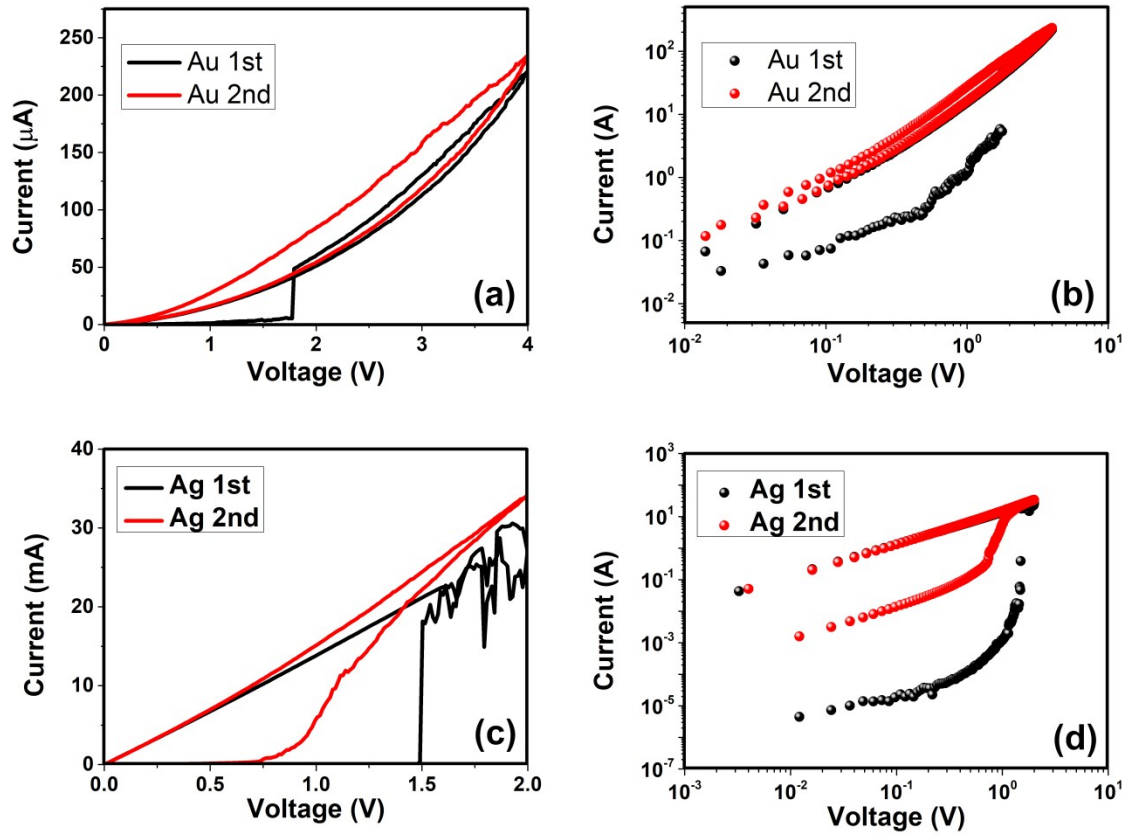 250
200
150
100
50
0
Current (μA)
Au 1st
Au 2nd
(a)
0
1
2
3
4
Voltage (V)
10²
10¹
10⁰
10⁻¹
10⁻²
Current (A)
Au 1st
Au 2nd
(b)
10⁻²
10⁻¹
10⁰
10¹
Voltage (V)
40
30
20
10
0
Current (mA)
Ag 1st
Ag 2nd
(c)
0.0
0.5
1.0
1.5
2.0
Voltage (V)
10³
10¹
10⁻¹
10⁻³
10⁻⁵
10⁻⁷
Current (A)
Ag 1st
Ag 2nd
(d)
10⁻³
10⁻²
10⁻¹
10⁰
10¹
Voltage (V)